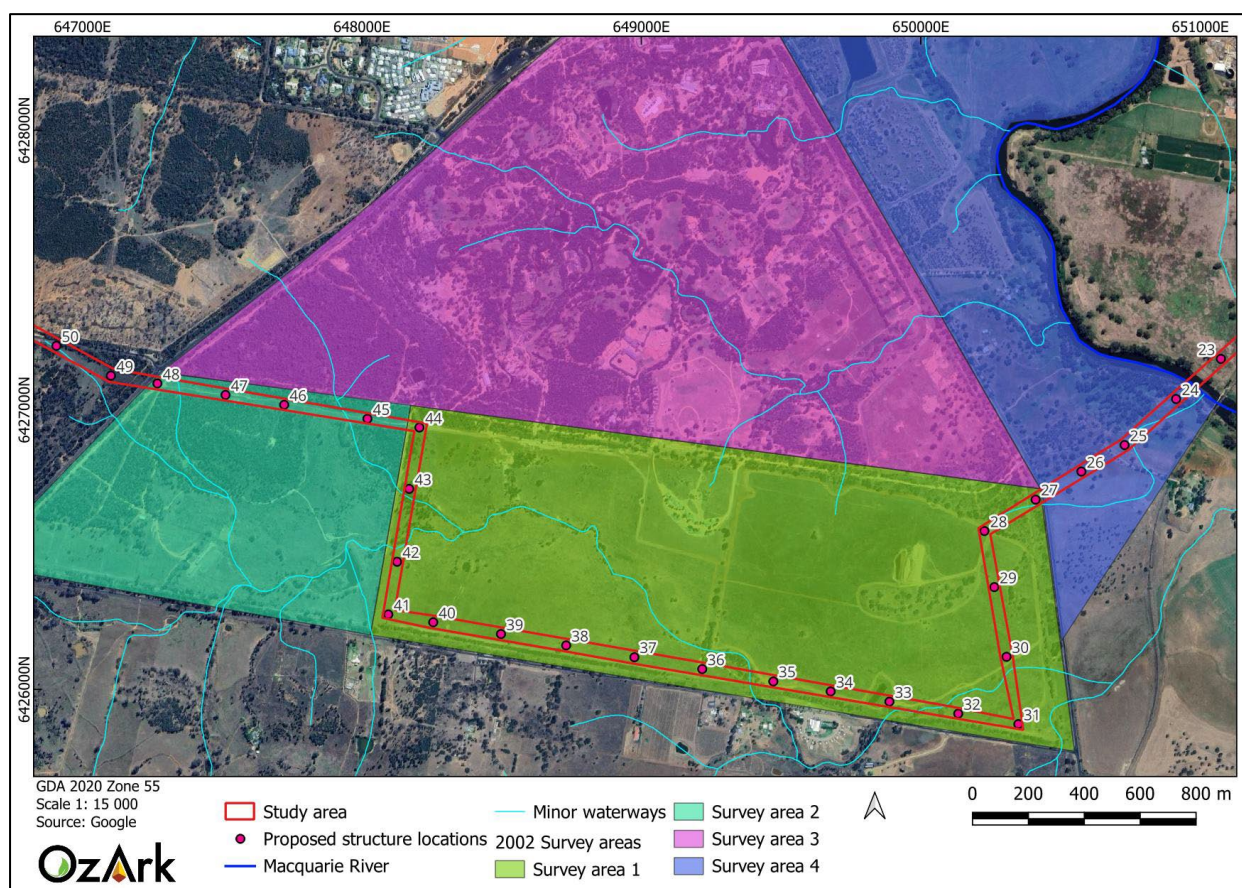 647000E 648000E 649000E 650000E 651000E
6428000N
6427000N
6426000N
50
49
48
47
46
45
44
43
42
41
40
39
38
37
36
35
34
33
32
31
30
29
28
27
26
25
24
23
GDA 2020 Zone 55
Scale 1: 15 000
Source: Google
OzArk
Study area
Proposed structure locations
Macquarie River
Minor waterways
2002 Survey areas
Survey area 1
Survey area 2
Survey area 3
Survey area 4
0 200 400 600 800 m